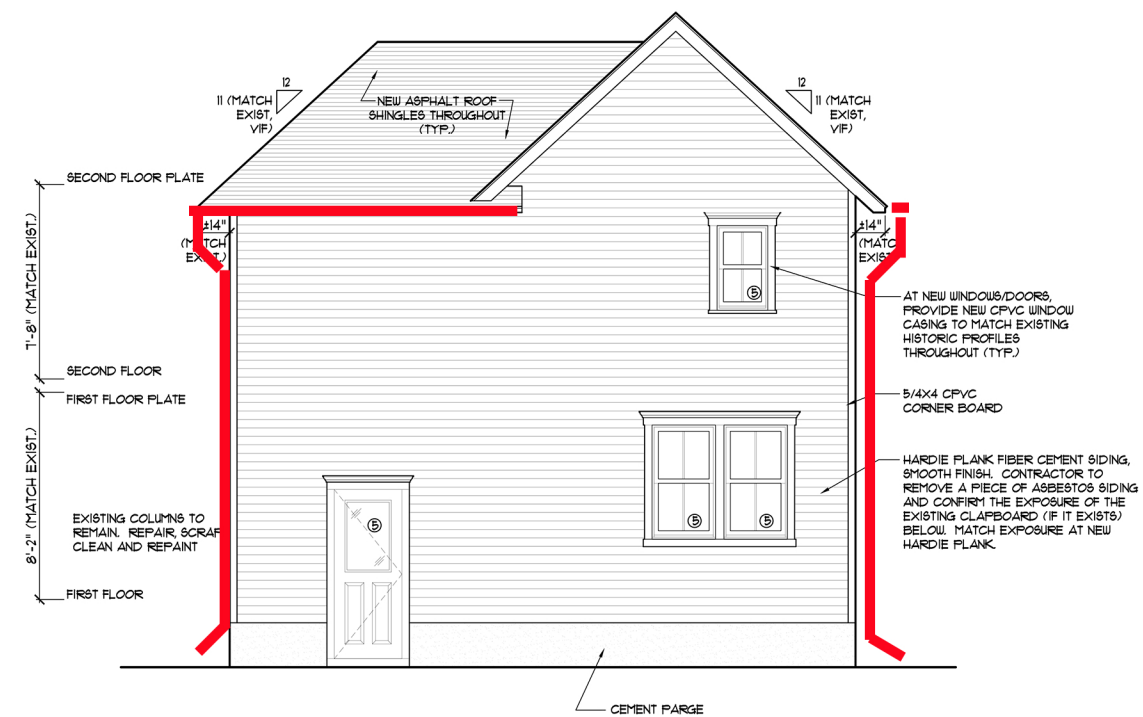 12
11 (MATCH
EXIST,
VIF)
NEW ASPHALT ROOF
SHINGLES THROUGHOUT
(TYP.)
12
11 (MATCH
EXIST,
VIF)
SECOND FLOOR PLATE
±14"
(MATCH
EXIST.)
±14"
(MATC
EXIST
7'-8" (MATCH EXIST.)
5
AT NEW WINDOWS/DOORS,
PROVIDE NEW CPVC WINDOW
CASING TO MATCH EXISTING
HISTORIC PROFILES
THROUGHOUT (TYP.)
SECOND FLOOR
FIRST FLOOR PLATE
5/4X4 CPVC
CORNER BOARD
8'-2" (MATCH EXIST.)
HARDIE PLANK FIBER CEMENT SIDING,
SMOOTH FINISH. CONTRACTOR TO
REMOVE A PIECE OF ASBESTOS SIDING
AND CONFIRM THE EXPOSURE OF THE
EXISTING CLAPBOARD (IF IT EXISTS)
BELOW. MATCH EXPOSURE AT NEW
HARDIE PLANK.
5
5
5
EXISTING COLUMNS TO
REMAIN. REPAIR, SCRAP
CLEAN AND REPAINT
FIRST FLOOR
CEMENT PARGE